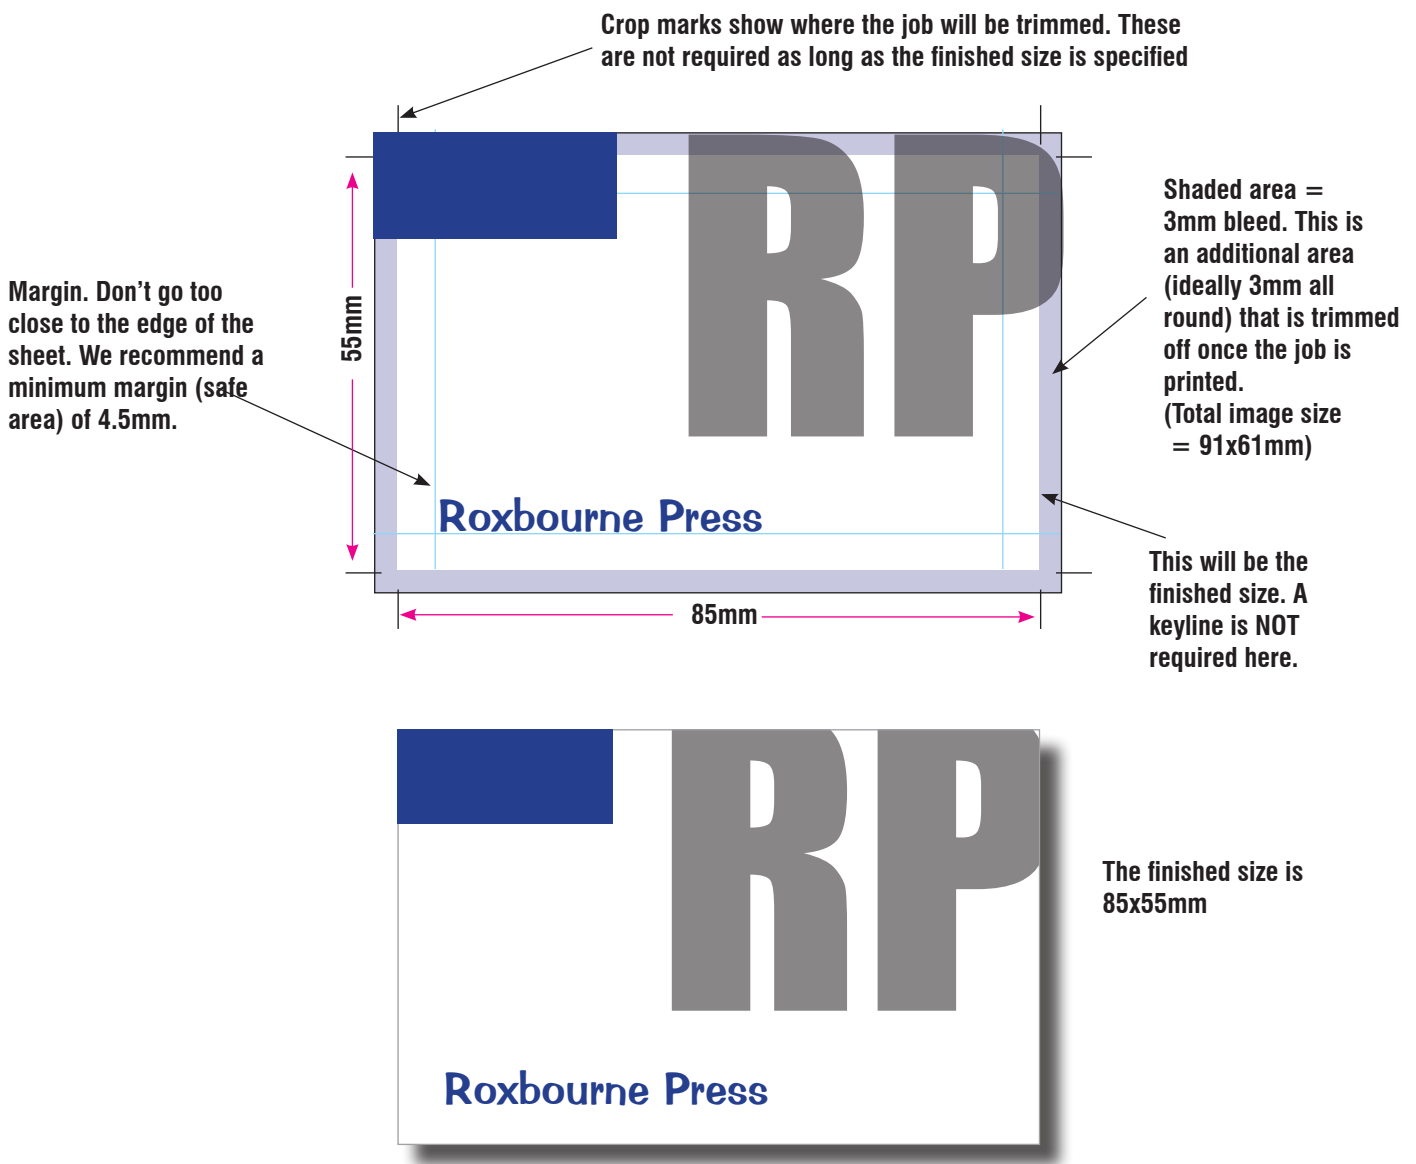 Crop marks show where the job will be trimmed. These
are not required as long as the finished size is specified
RP
Shaded area =
3mm bleed. This is
an additional area
(ideally 3mm all
round) that is trimmed
off once the job is
printed.
(Total image size
= 91x61mm)
Margin. Don't go too
close to the edge of the
sheet. We recommend a
minimum margin (safe
area) of 4.5mm.
55mm
Roxbourne Press
This will be the
finished size. A
keyline is NOT
required here.
85mm
RP
The finished size is
85x55mm
Roxbourne Press